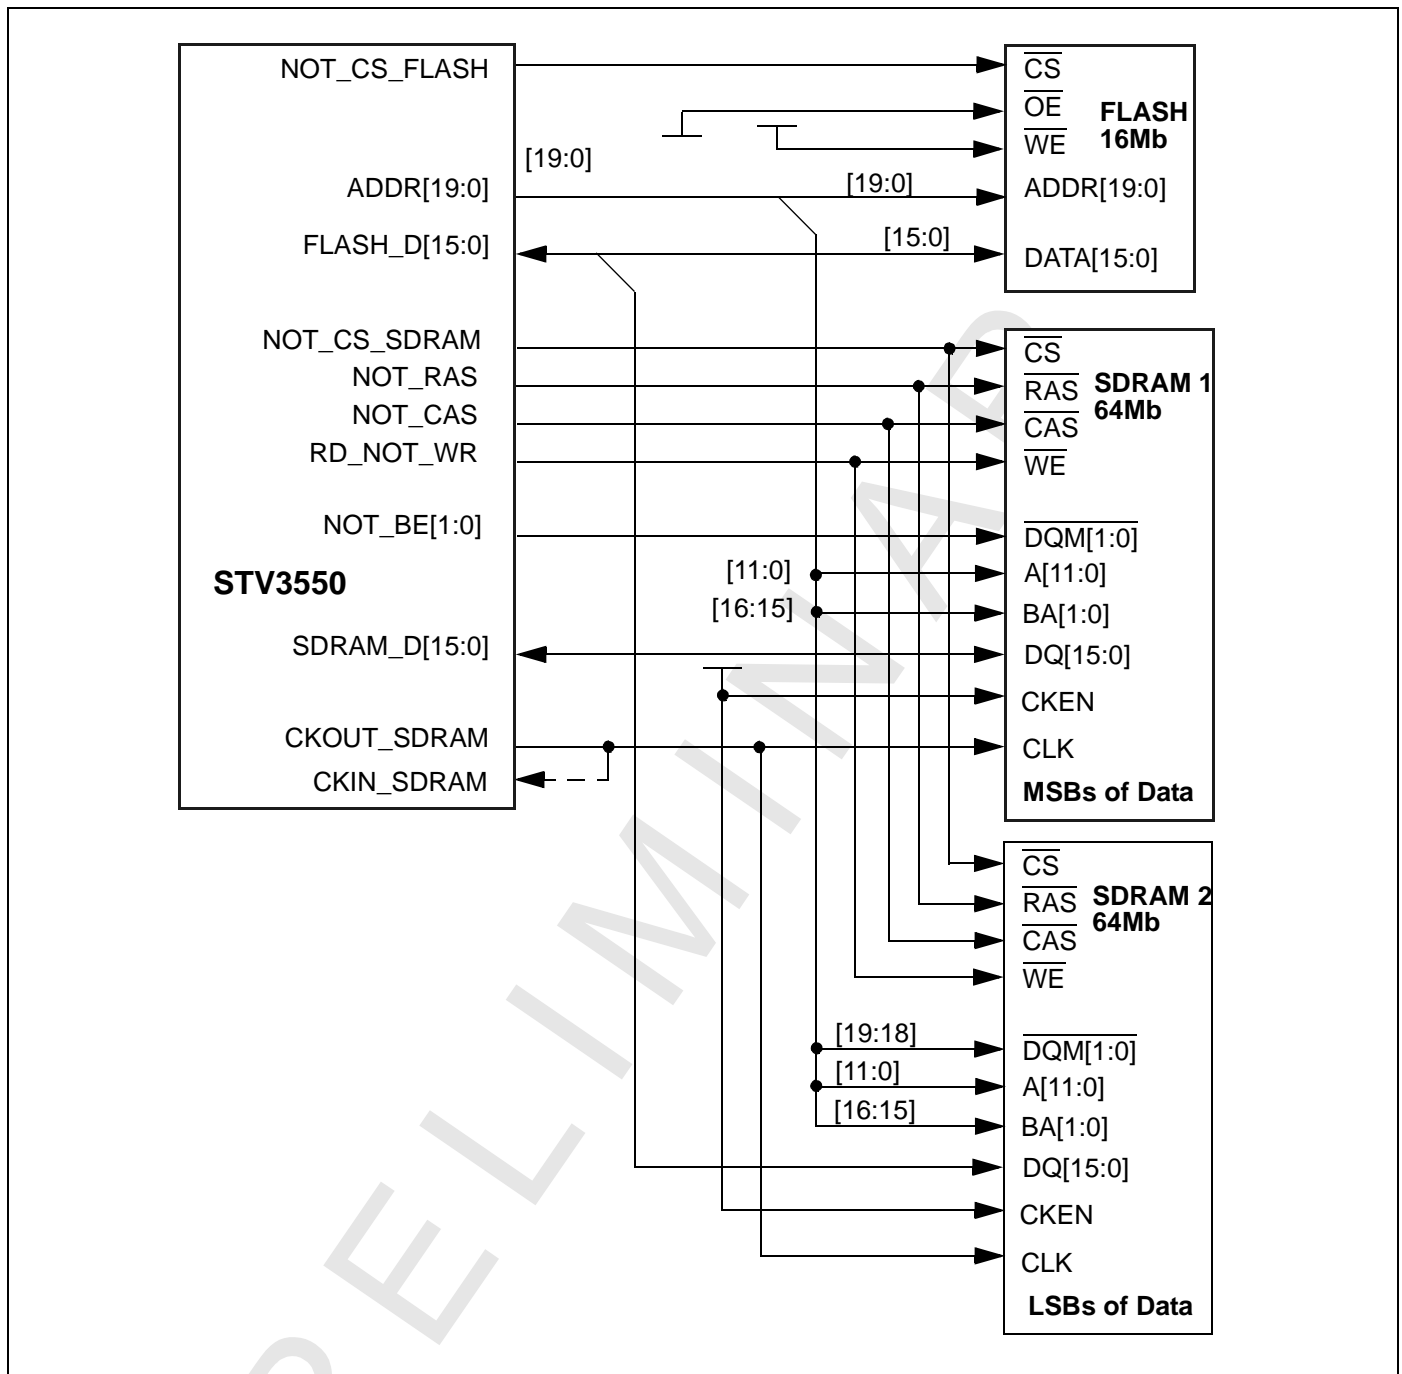 NOT_CS_FLASH
ADDR[19:0]
FLASH_D[15:0]
NOT_CS_SDRAM
NOT_RAS
NOT_CAS
RD_NOT_WR
NOT_BE[1:0]
STV3550
SDRAM_D[15:0]
CKOUT_SDRAM
CKIN_SDRAM
[19:0]
[19:0]
[15:0]
[11:0]
[16:15]
[19:18]
[11:0]
[16:15]
CS
OE
WE
FLASH
16Mb
ADDR[19:0]
DATA[15:0]
CS
RAS
CAS
WE
SDRAM 1
64Mb
DQM[1:0]
A[11:0]
BA[1:0]
DQ[15:0]
CKEN
CLK
MSBs of Data
CS
RAS
CAS
WE
SDRAM 2
64Mb
DQM[1:0]
A[11:0]
BA[1:0]
DQ[15:0]
CKEN
CLK
LSBs of Data
RELIMINAR